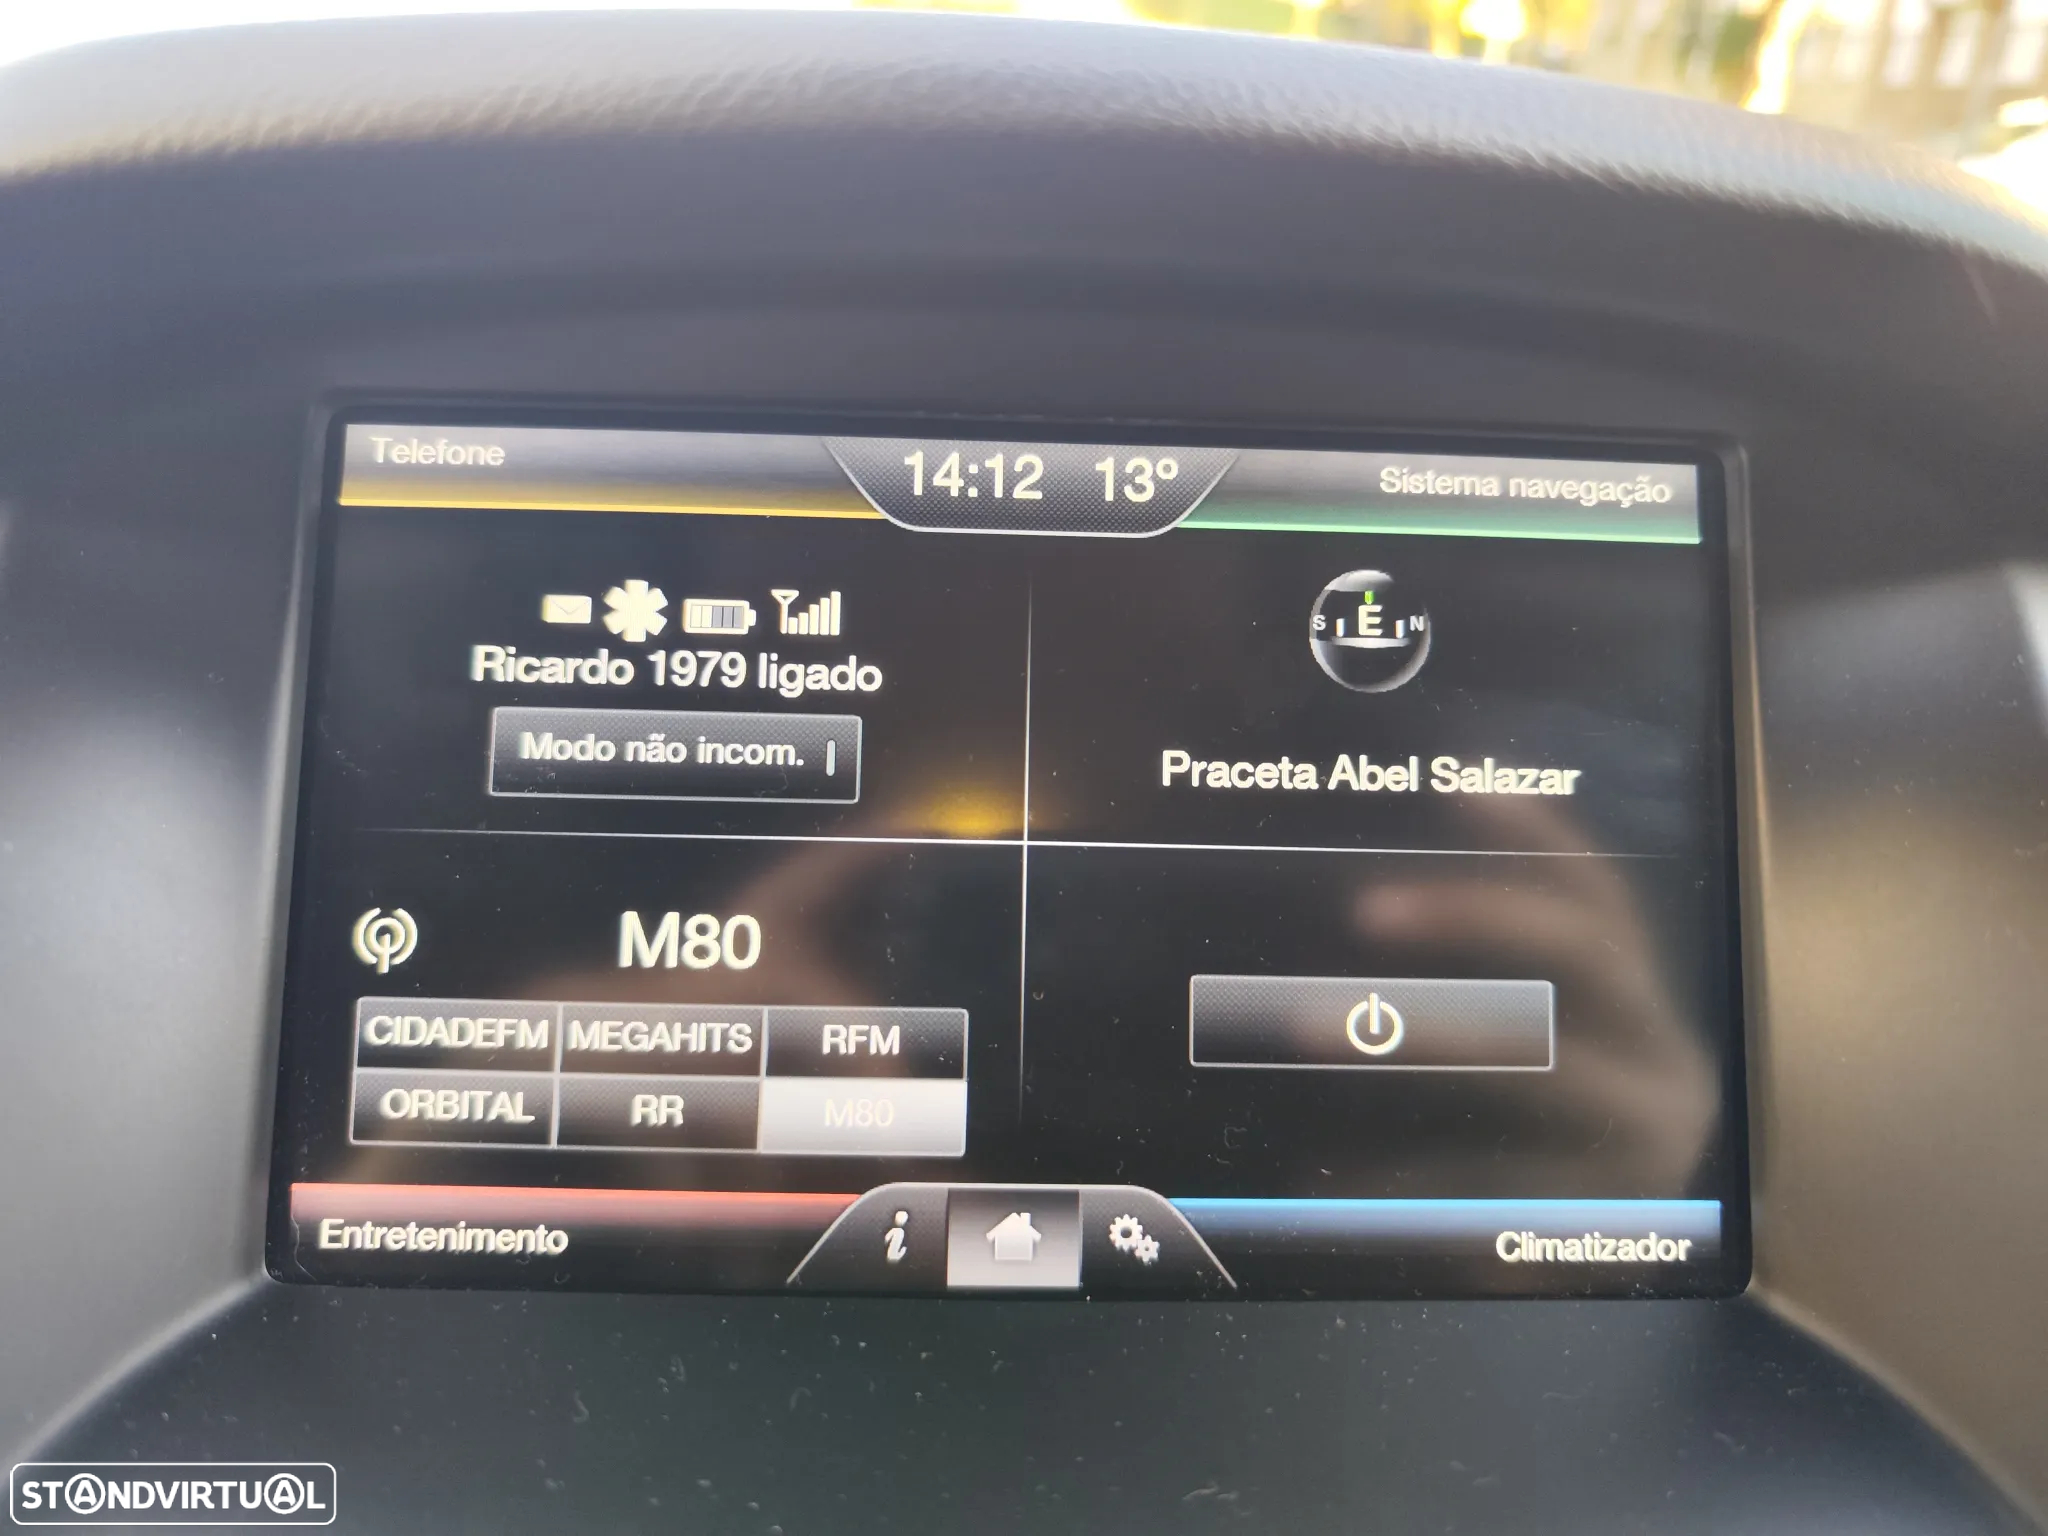 Telefone
14:12 13º
Sistema navegação
Ricardo 1979 ligado
Modo não incom.
S E N
Praceta Abel Salazar
M80
CIDADEFM MEGAHITS RFM
ORBITAL RR M80
Entretenimento
i
Climatizador
STANDVIRTUAL